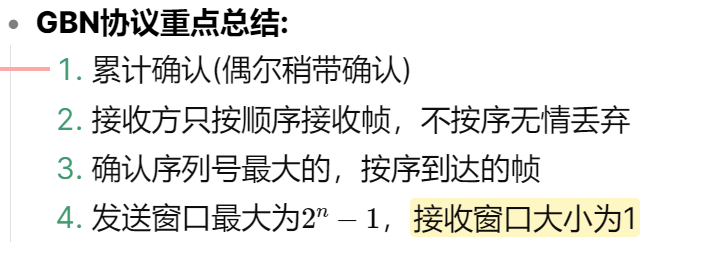 GBN协议重点总结:
1. 累计确认(偶尔稍带确认)
2. 接收方只按顺序接收帧，不按序无情丢弃
3. 确认序列号最大的，按序到达的帧
4. 发送窗口最大为2ⁿ − 1，接收窗口大小为1